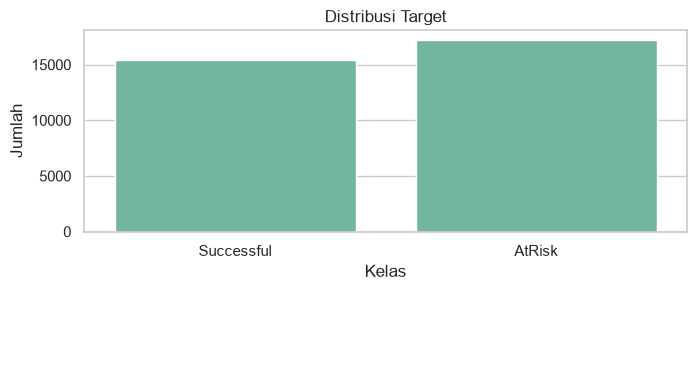 Distribusi Target
Jumlah
15000
10000
5000
0
Successful
AtRisk
Kelas